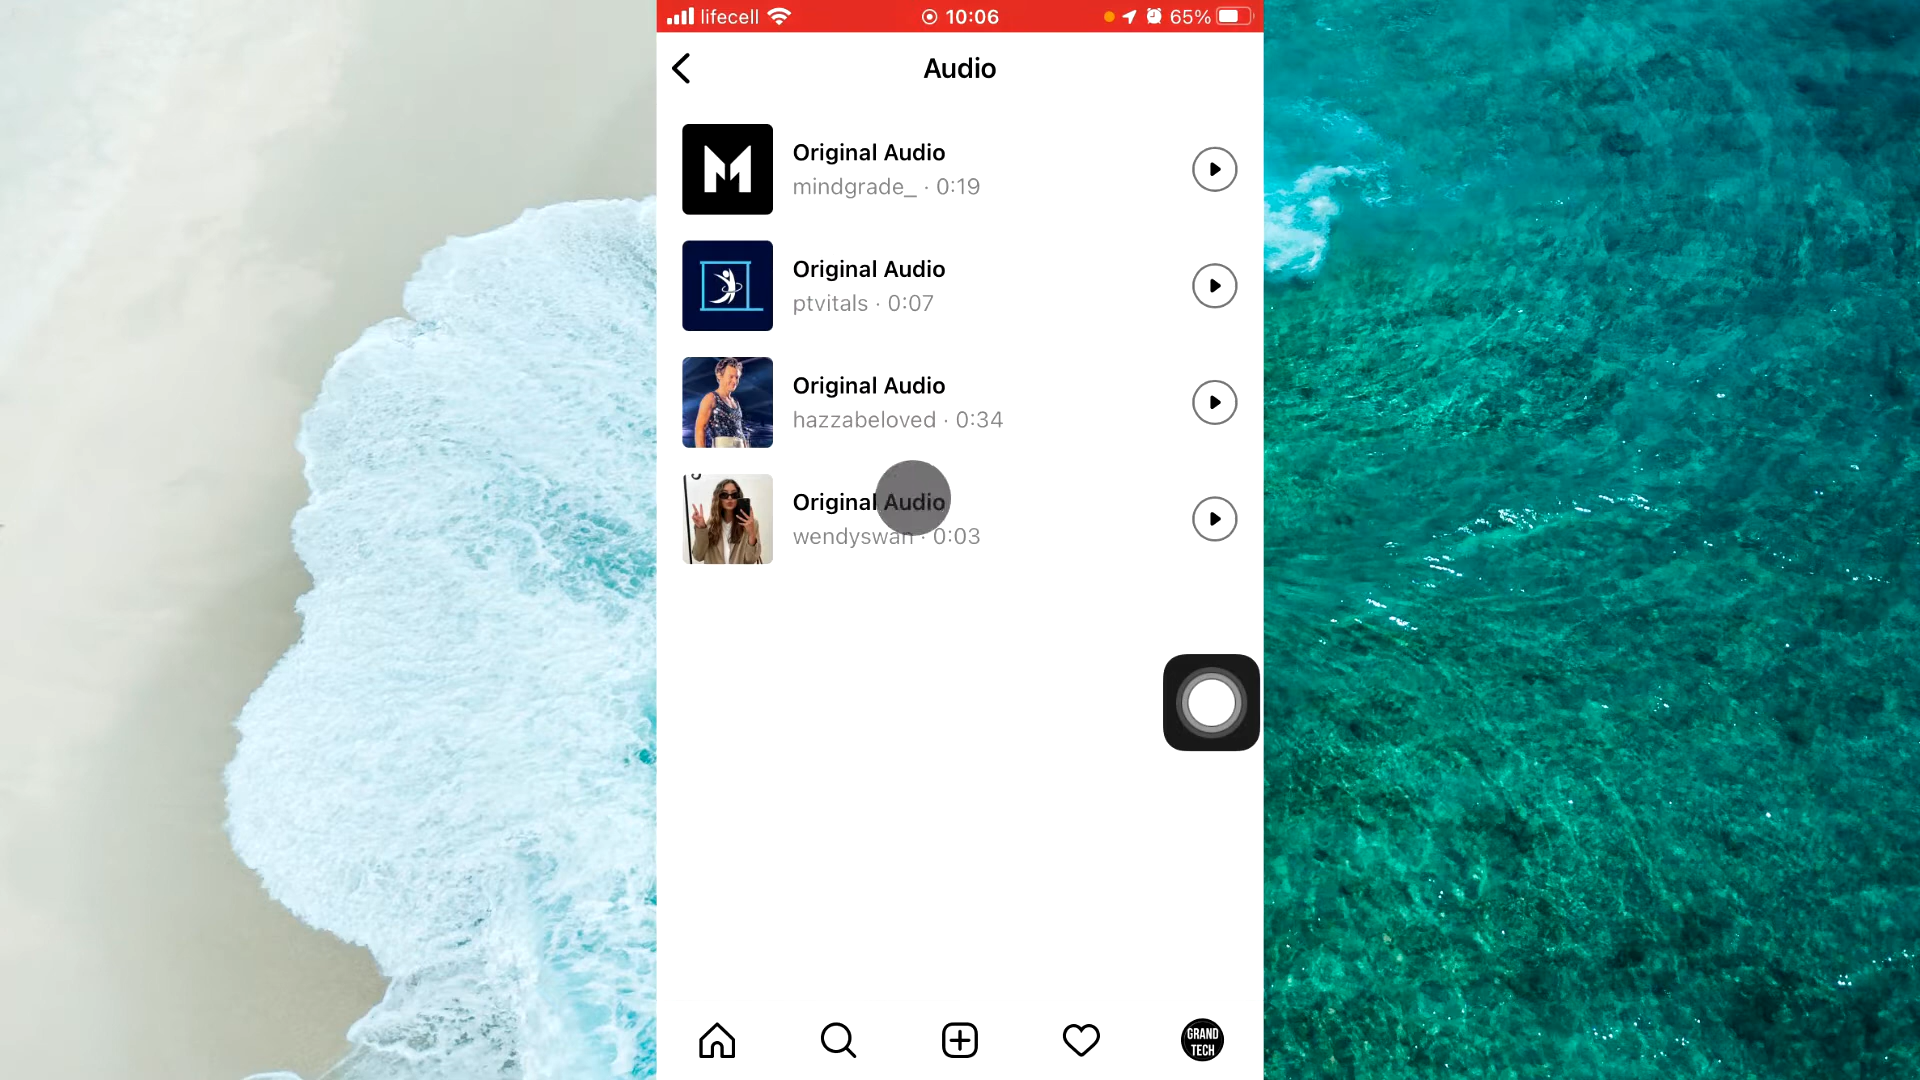 lifecell 10:06 65%
Audio
M
Original Audio
mindgrade_ · 0:19
Original Audio
ptvitals · 0:07
Original Audio
hazzabeloved · 0:34
Original Audio
wendyswan · 0:03
GRAND
TECH